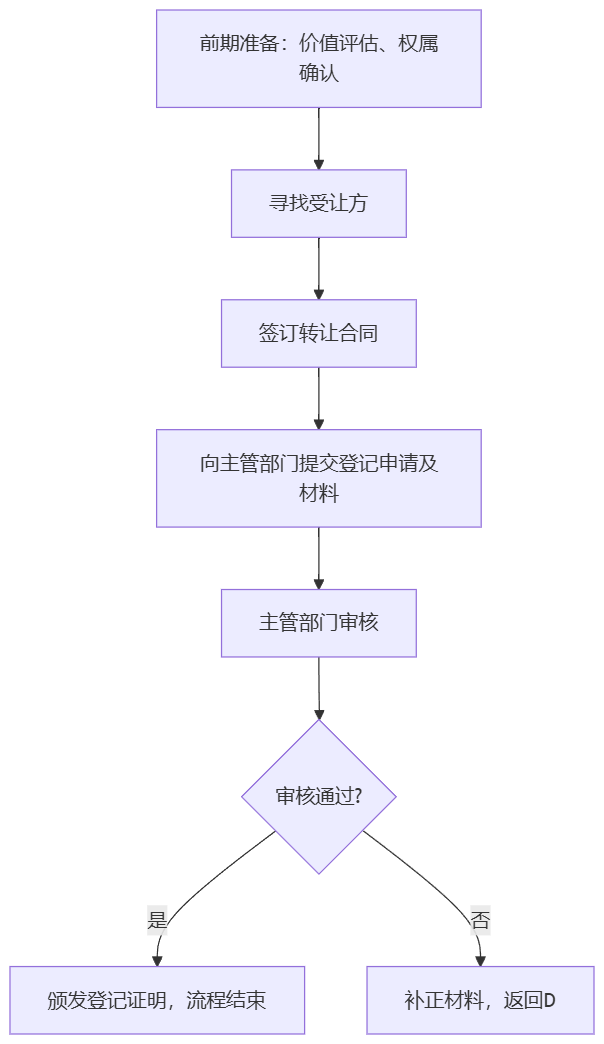 前期准备：价值评估、权属
确认
寻找受让方
签订转让合同
向主管部门提交登记申请及
材料
主管部门审核
审核通过?
是
否
颁发登记证明，流程结束
补正材料，返回D